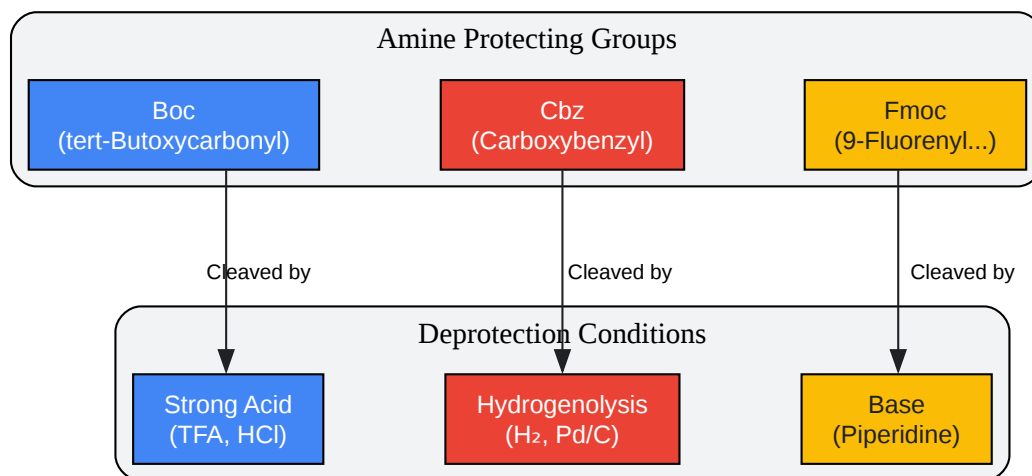 Amine Protecting Groups
Boc
(tert-Butoxycarbonyl)
Cbz
(Carboxybenzyl)
Fmoc
(9-Fluorenyl...)
Cleaved by
Cleaved by
Cleaved by
Deprotection Conditions
Strong Acid
(TFA, HCl)
Hydrogenolysis
(H₂, Pd/C)
Base
(Piperidine)